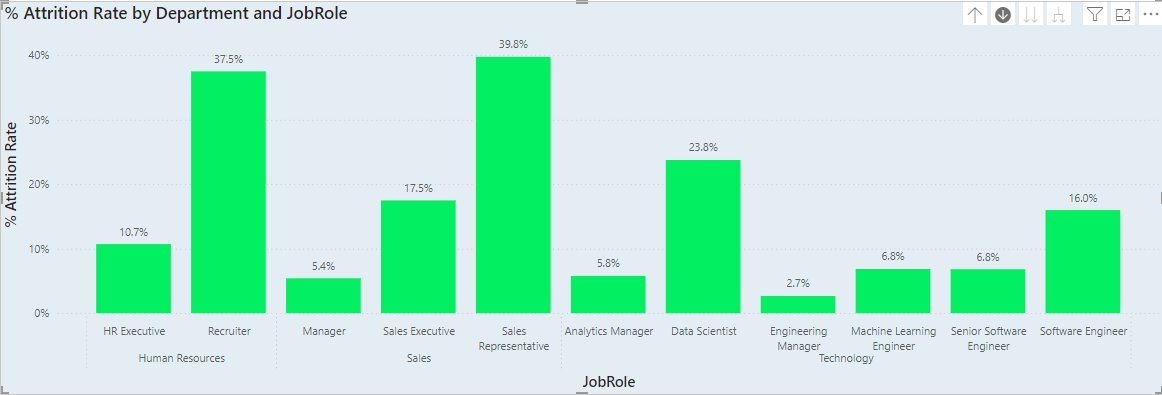 % Attrition Rate by Department and JobRole
% Attrition Rate
40%
30%
20%
10%
0%
10.7%
37.5%
5.4%
17.5%
39.8%
5.8%
23.8%
2.7%
6.8%
6.8%
16.0%
HR Executive
Recruiter
Manager
Sales Executive
Sales
Representative
Analytics Manager
Data Scientist
Engineering
Manager
Machine Learning
Engineer
Senior Software
Engineer
Software Engineer
Human Resources
Sales
Technology
JobRole